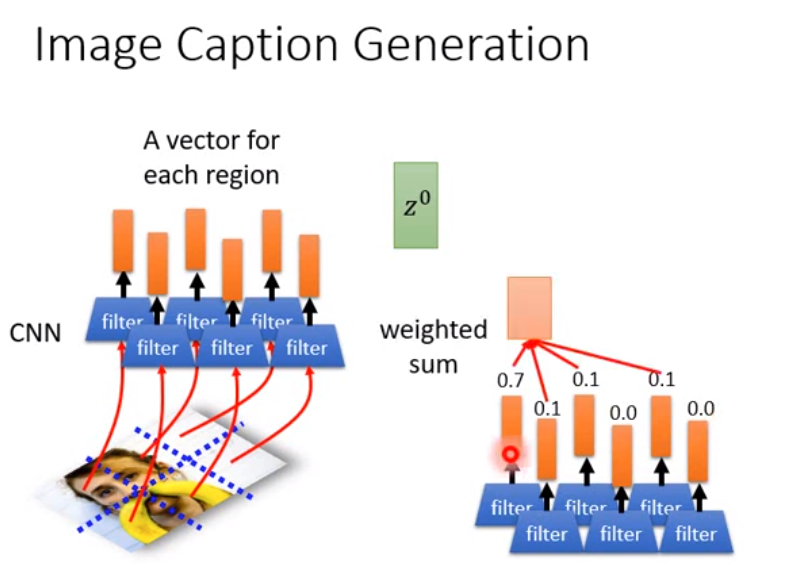 Image Caption Generation
A vector for
each region
z⁰
CNN
filter
filter
filter
filter
filter
filter
weighted
sum
0.7
0.1
0.1
0.0
0.1
0.0
filter
filter
filter
filter
filter
filter